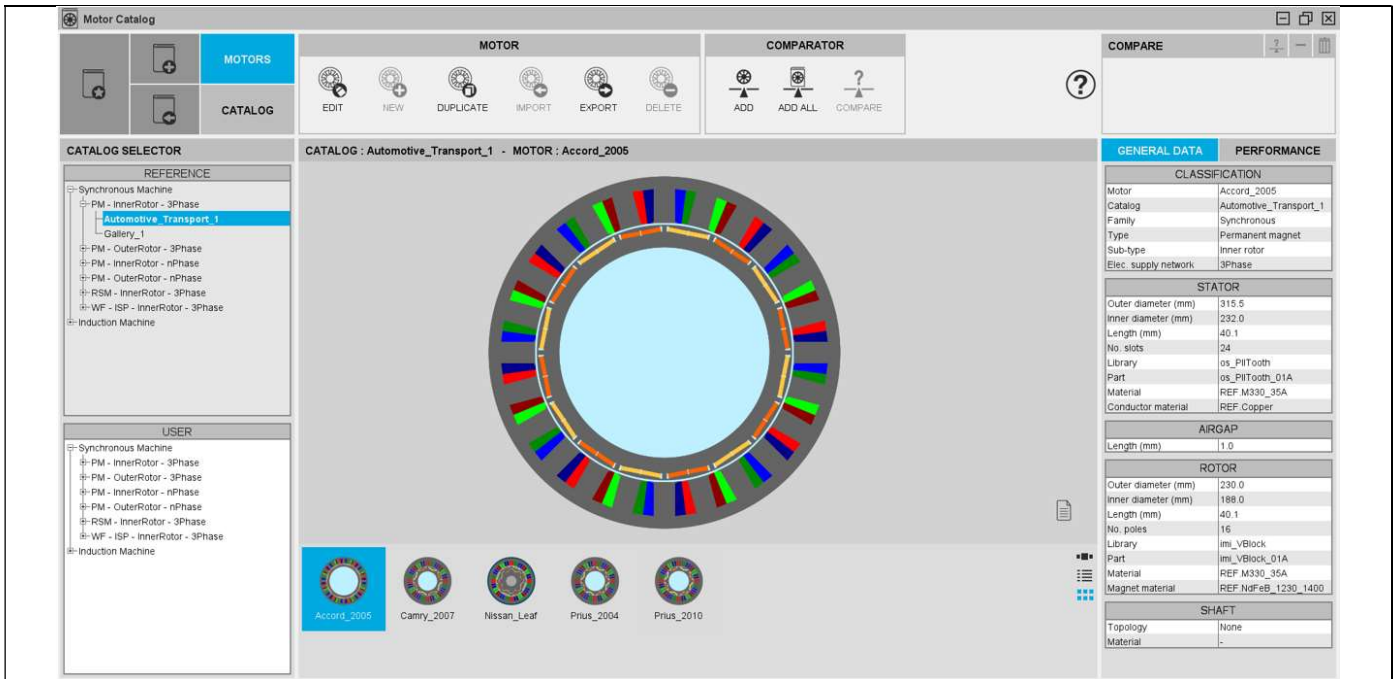 Motor Catalog
MOTORS
CATALOG
MOTOR
EDIT
NEW
DUPLICATE
IMPORT
EXPORT
DELETE
COMPARATOR
ADD
ADD ALL
?
COMPARE
?
COMPARE
?
CATALOG SELECTOR
REFERENCE
Synchronous Machine
PM - InnerRotor - 3Phase
Automotive_Transport_1
Gallery_1
PM - OuterRotor - 3Phase
PM - InnerRotor - nPhase
PM - OuterRotor - nPhase
RSM - InnerRotor - 3Phase
WF - ISP - InnerRotor - 3Phase
Induction Machine
USER
Synchronous Machine
PM - InnerRotor - 3Phase
PM - OuterRotor - 3Phase
PM - InnerRotor - nPhase
PM - OuterRotor - nPhase
RSM - InnerRotor - 3Phase
WF - ISP - InnerRotor - 3Phase
Induction Machine
CATALOG : Automotive_Transport_1 - MOTOR : Accord_2005
Accord_2005
Camry_2007
Nissan_Leaf
Prius_2004
Prius_2010
GENERAL DATA
PERFORMANCE
CLASSIFICATION
Motor Accord_2005
Catalog Automotive_Transport_1
Family Synchronous
Type Permanent magnet
Sub-type Inner rotor
Elec. supply network 3Phase
STATOR
Outer diameter (mm) 315.5
Inner diameter (mm) 232.0
Length (mm) 40.1
No. slots 24
Library os_PllTooth
Part os_PllTooth_01A
Material REF.M330_35A
Conductor material REF.Copper
AIRGAP
Length (mm) 1.0
ROTOR
Outer diameter (mm) 230.0
Inner diameter (mm) 188.0
Length (mm) 40.1
No. poles 16
Library imi_VBlock
Part imi_VBlock_01A
Material REF.M330_35A
Magnet material REF.NdFeB_1230_1400
SHAFT
Topology None
Material -